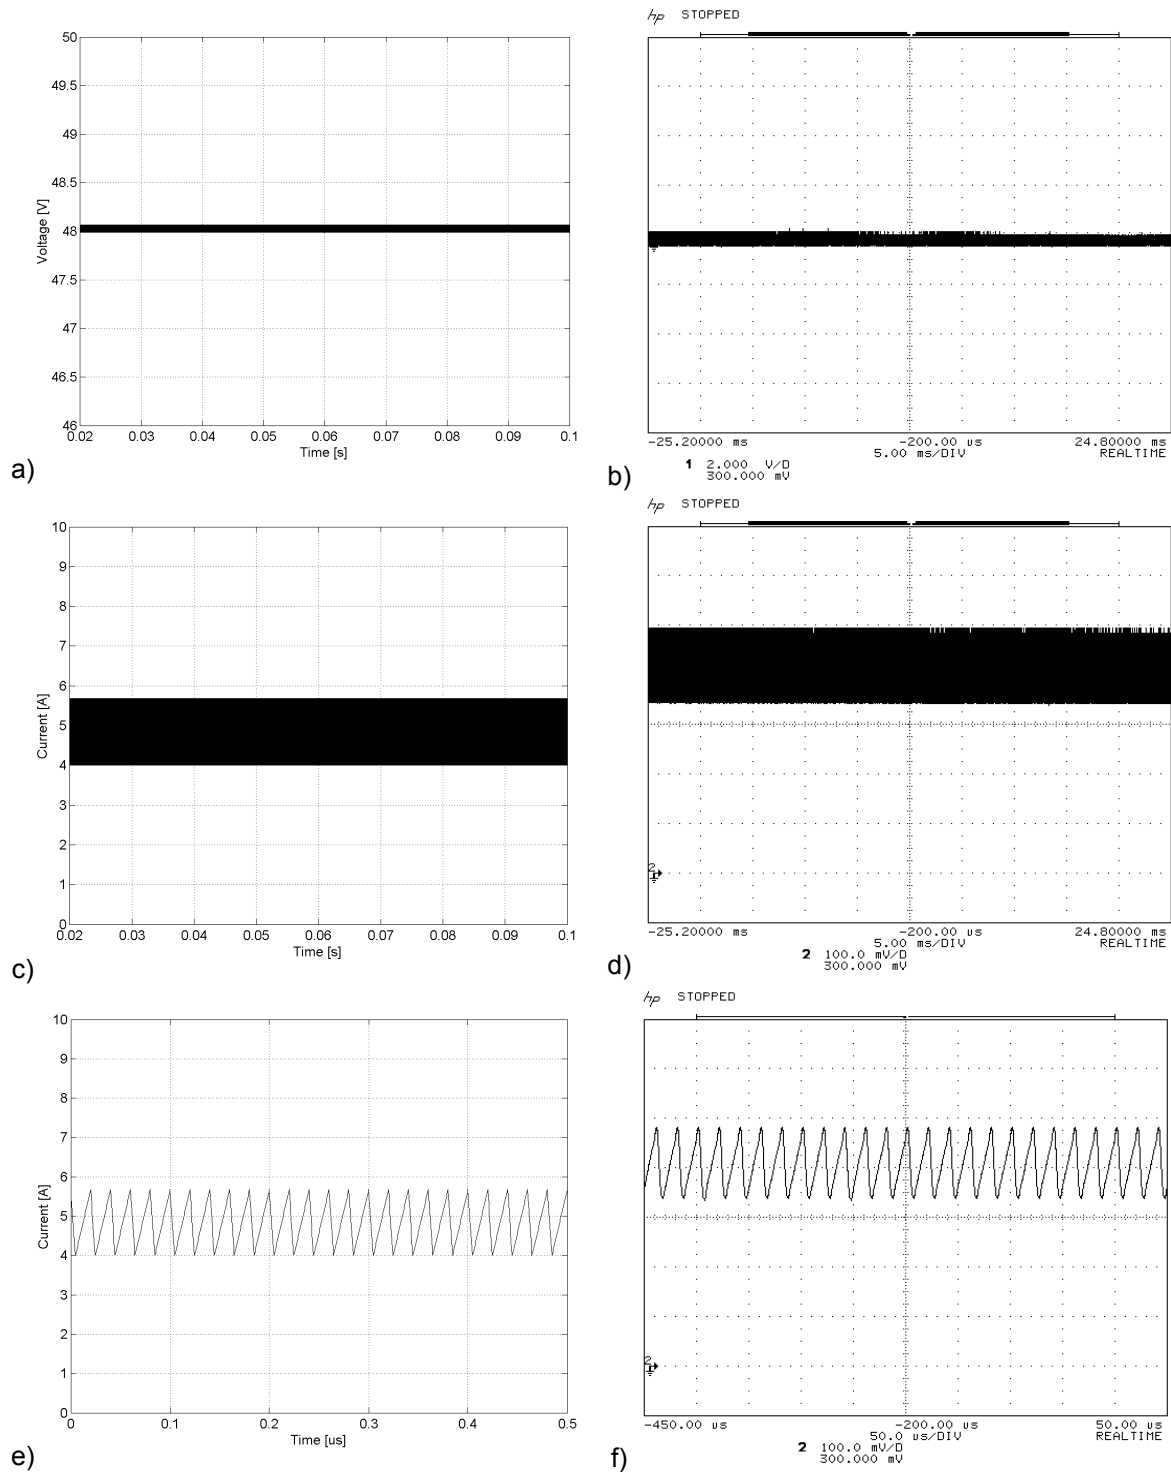 50
49.5
49
48.5
48
47.5
47
46.5
46
Voltage [V]
0.02 0.03 0.04 0.05 0.06 0.07 0.08 0.09 0.1
Time [s]
a)
hp STOPPED
-25.20000 ms -200.00 us 24.80000 ms
5.00 ms/DIV REALTIME
1 2.000 V/D
300.000 mV
b)
10
9
8
7
6
5
4
3
2
1
0
Current [A]
0.02 0.03 0.04 0.05 0.06 0.07 0.08 0.09 0.1
Time [s]
c)
hp STOPPED
2
-25.20000 ms -200.00 us 24.80000 ms
5.00 ms/DIV REALTIME
2 100.0 mV/D
300.000 mV
d)
10
9
8
7
6
5
4
3
2
1
0
Current [A]
0 0.1 0.2 0.3 0.4 0.5
Time [us]
e)
hp STOPPED
2
-450.00 us -200.00 us 50.00 us
50.0 us/DIV REALTIME
2 100.0 mV/D
300.000 mV
f)